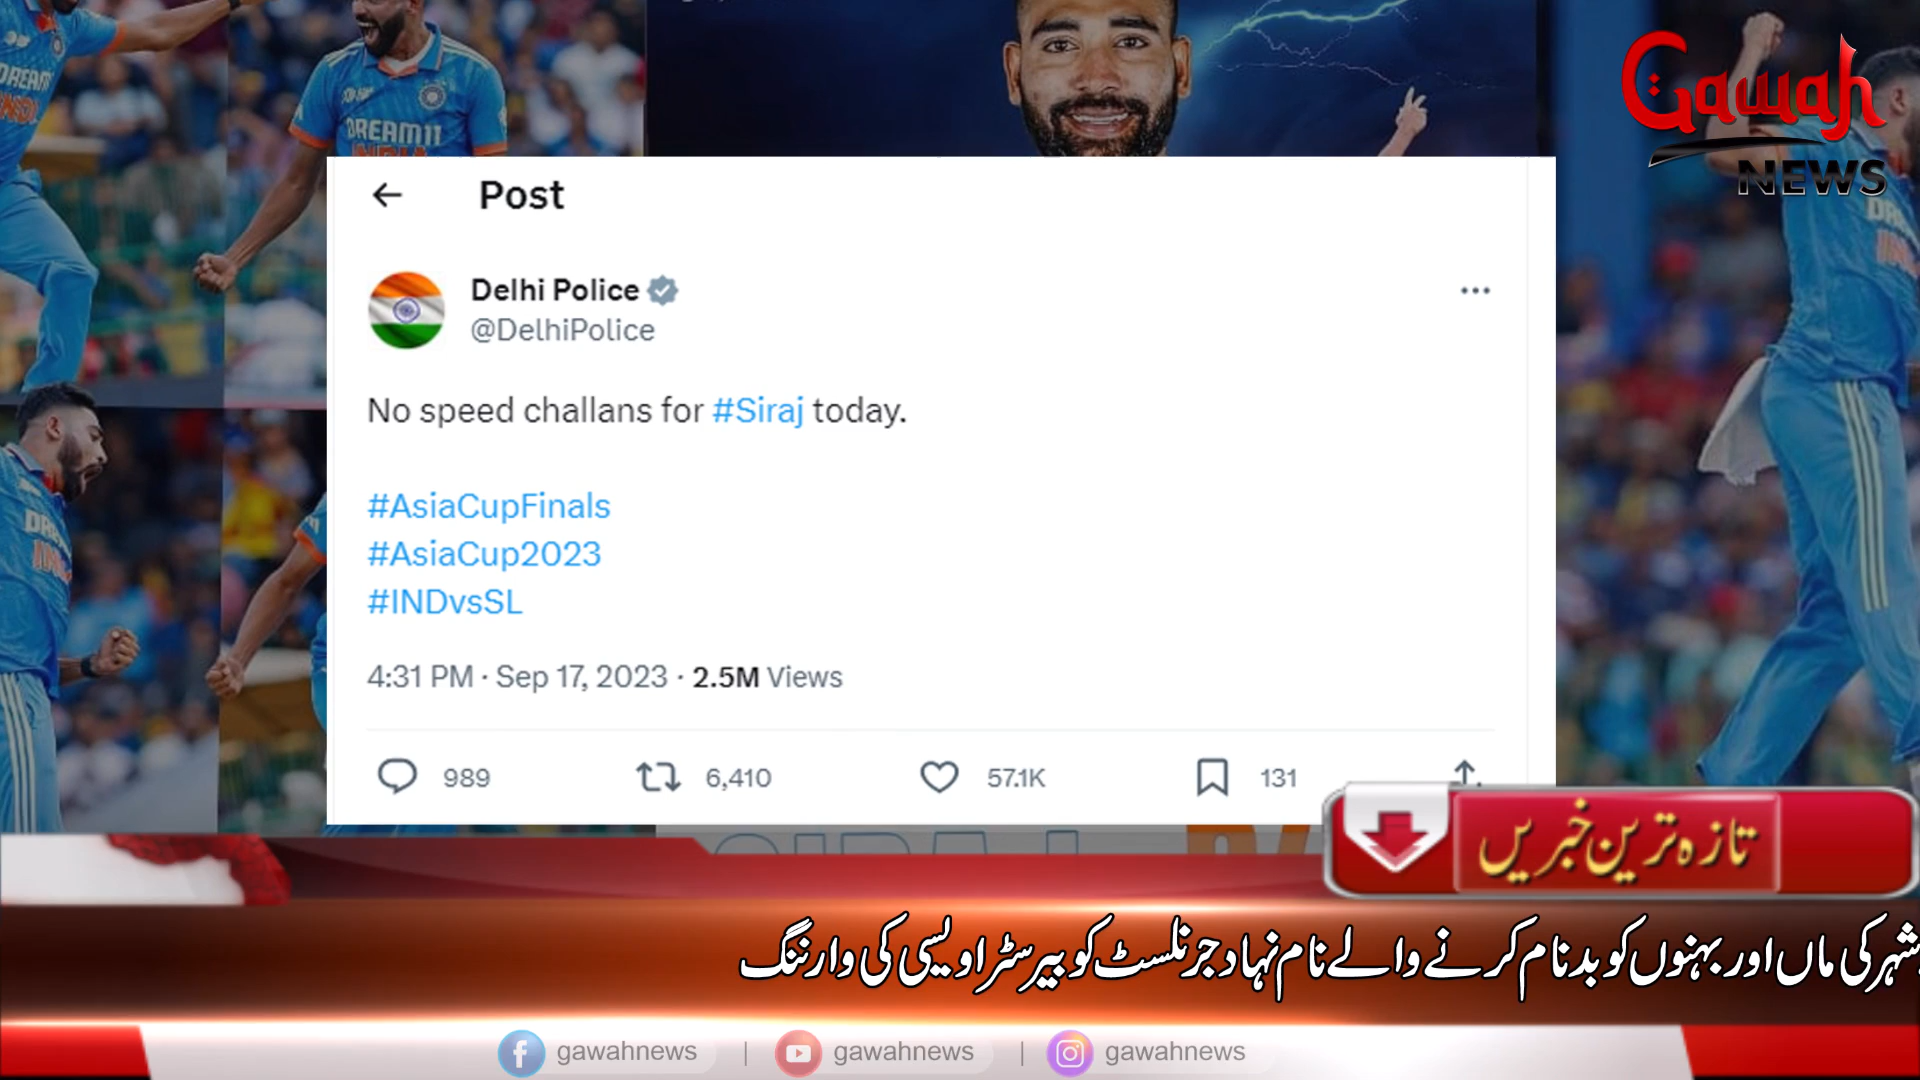 Gawah
NEWS
DREAM11
Post
Delhi Police
@DelhiPolice
No speed challans for #Siraj today.
#AsiaCupFinals
#AsiaCup2023
#INDvsSL
4:31 PM · Sep 17, 2023 · 2.5M Views
989
6,410
57.1K
131
تازہ ترین خبریں
شہر کی ماں اور بہنوں کو بدنام کرنے والے نام نہاد جرنلسٹ کو بیرسٹر اویسی کی وارننگ
gawahnews | gawahnews | gawahnews